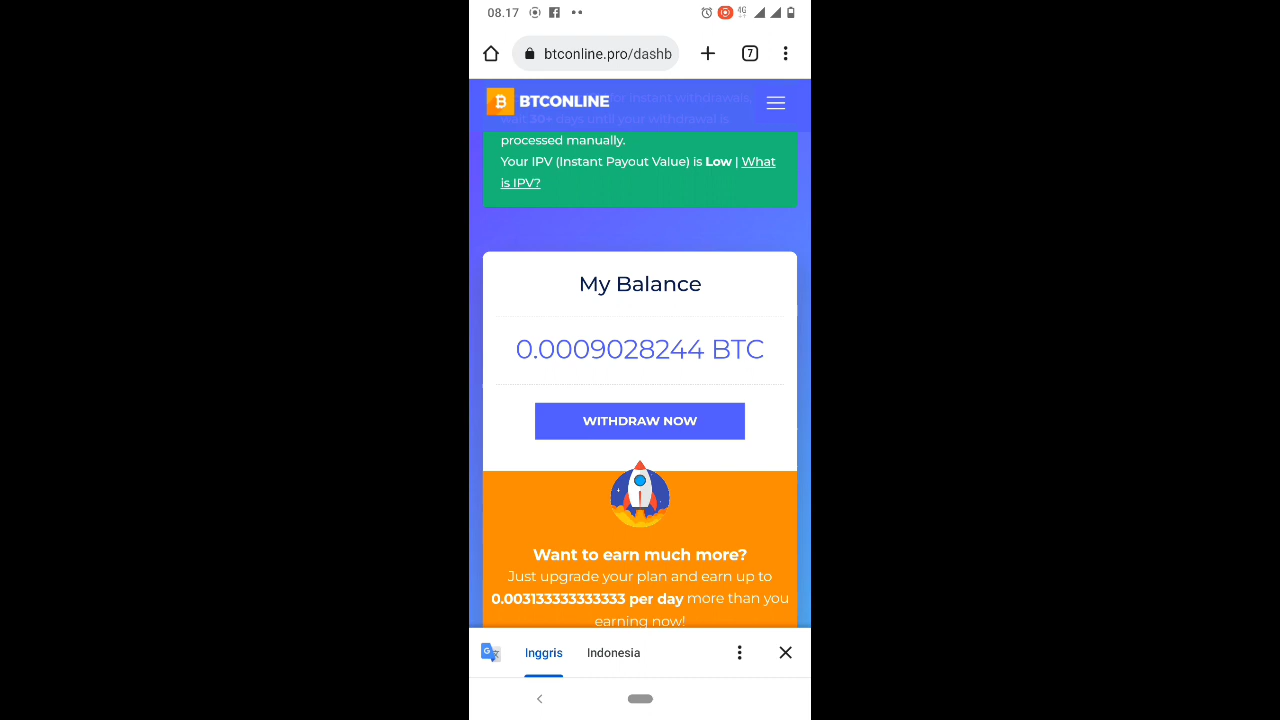 08.17
4G
btconline.pro/dashb
7
BTCONLINE
for instant withdrawals,
wait 30+ days until your withdrawal is
processed manually.
Your IPV (Instant Payout Value) is Low | What
is IPV?
My Balance
0.0009028244 BTC
WITHDRAW NOW
Want to earn much more?
Just upgrade your plan and earn up to
0.003133333333333 per day more than you
earning now!
Inggris Indonesia